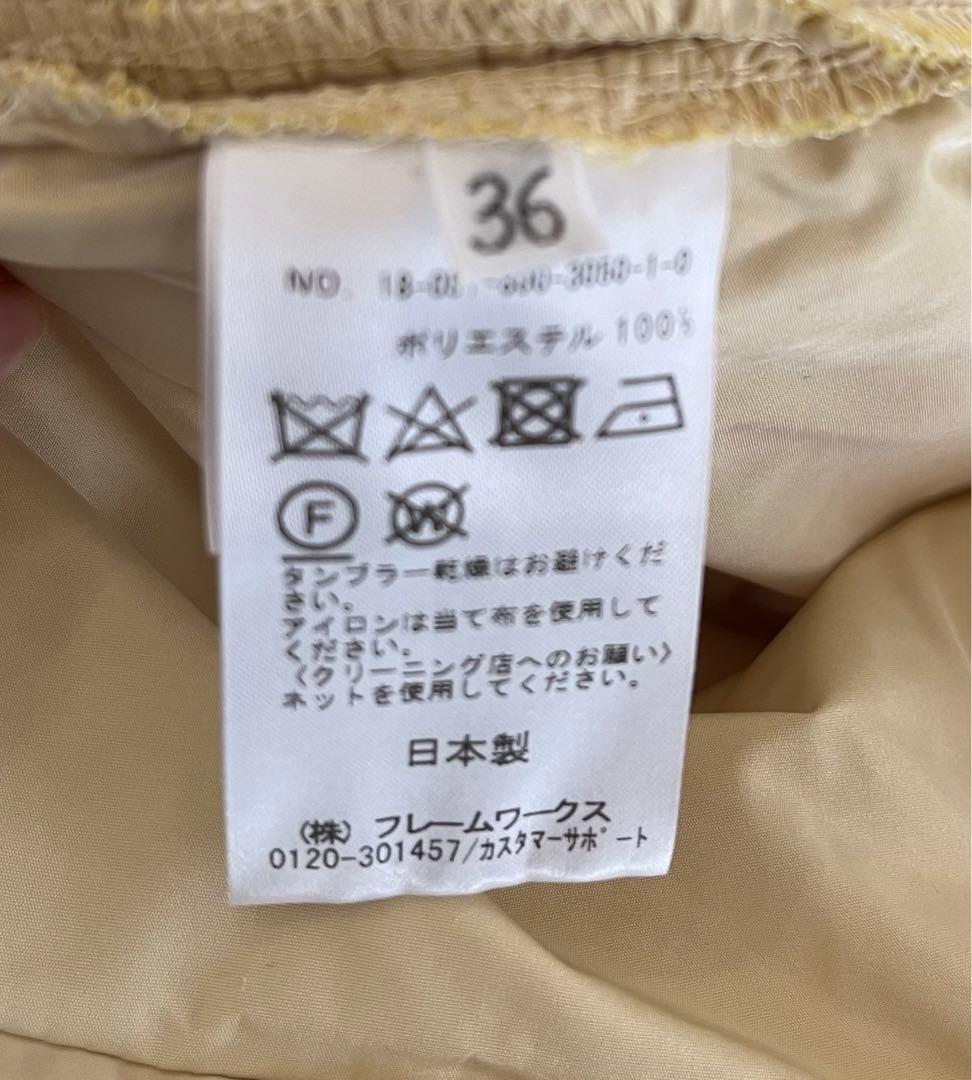 36
NO.
ポリエステル 100%
F
W
タンブラー乾燥はお避けくだ
さい。
アイロンは当て布を使用して
ください。
〈クリーニング店へのお願い〉
ネットを使用してください。
日本製
(株) フレームワークス
0120-301457/カスタマーサポート